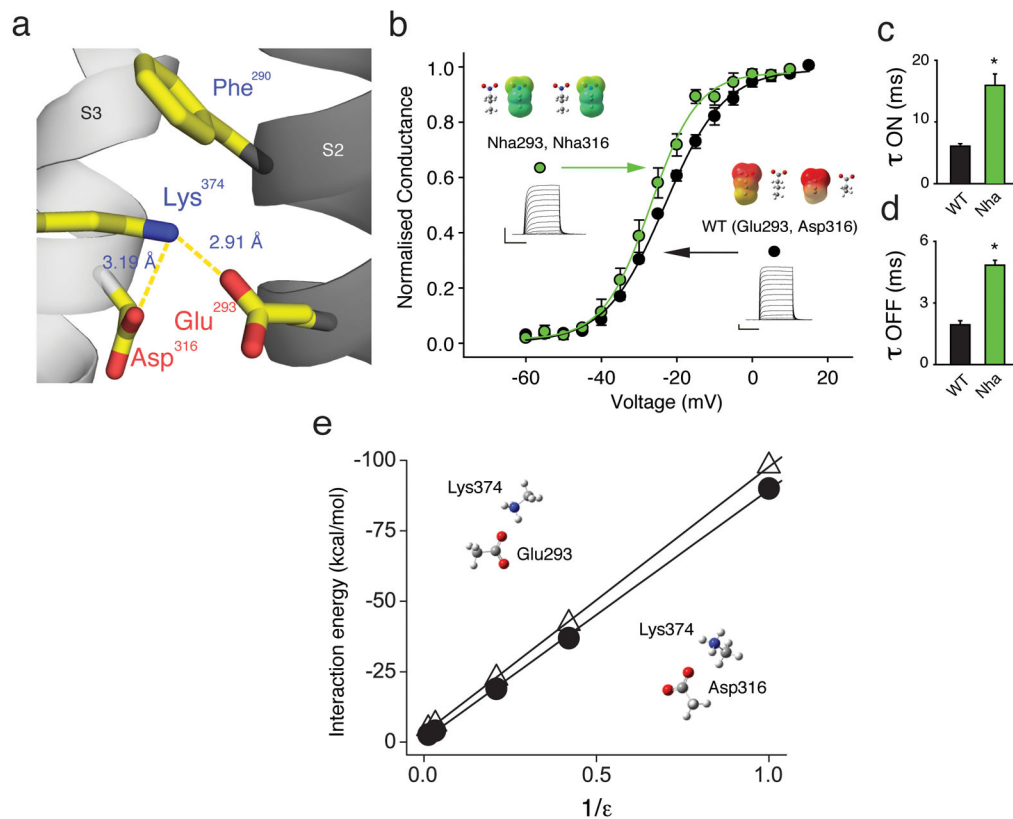 a
S3
Phe290
S2
Lys374
2.91 Å
3.19 Å
Glu293
Asp316
b
Normalised Conductance
1.0
0.8
0.6
0.4
0.2
0.0
Nha293, Nha316
WT (Glu293, Asp316)
-60
-40
-20
0
20
Voltage (mV)
c
τ ON (ms)
20
10
0
*
WT
Nha
d
τ OFF (ms)
6
3
0
*
WT
Nha
e
Interaction energy (kcal/mol)
-100
-75
-50
-25
0
Lys374
Glu293
Lys374
Asp316
0.0
0.5
1.0
1/ε